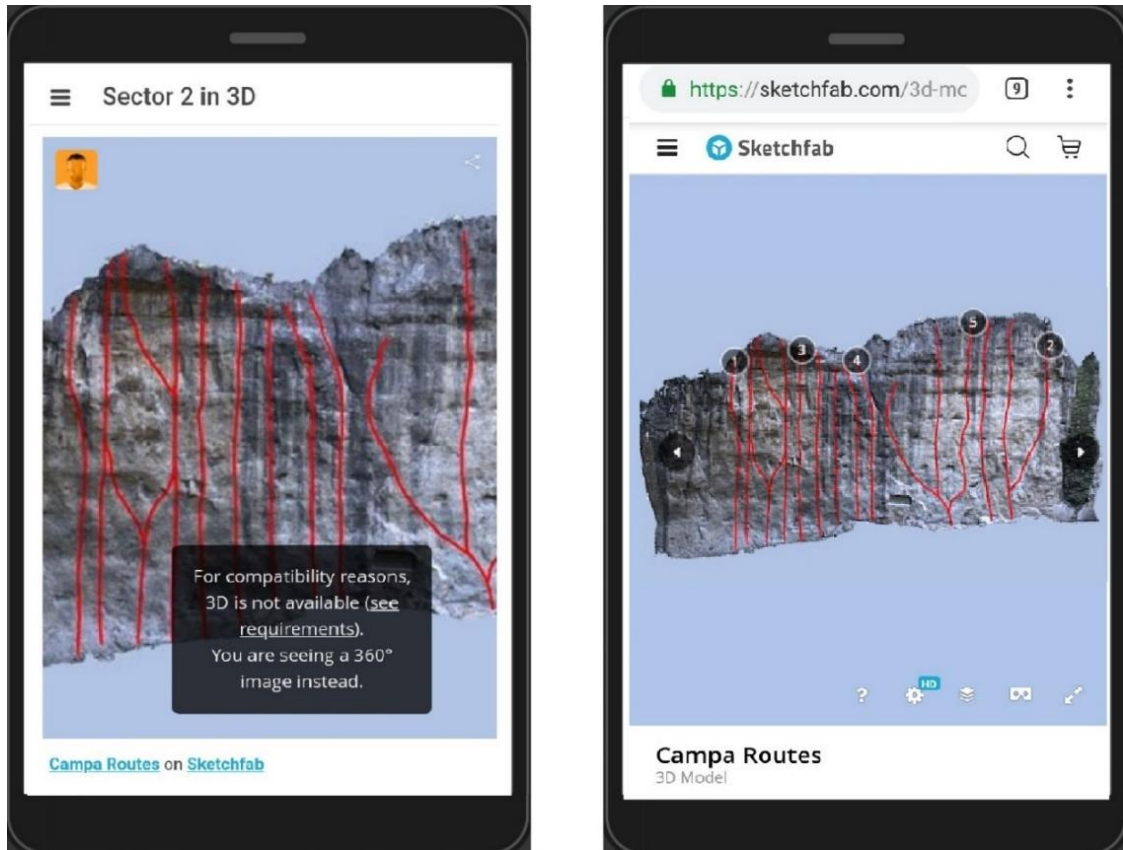 Sector 2 in 3D
For compatibility reasons,
3D is not available (see
requirements).
You are seeing a 360°
image instead.
Campa Routes on Sketchfab
https://sketchfab.com/3d-mc
9
Sketchfab
1
3
4
5
2
?
HD
Campa Routes
3D Model